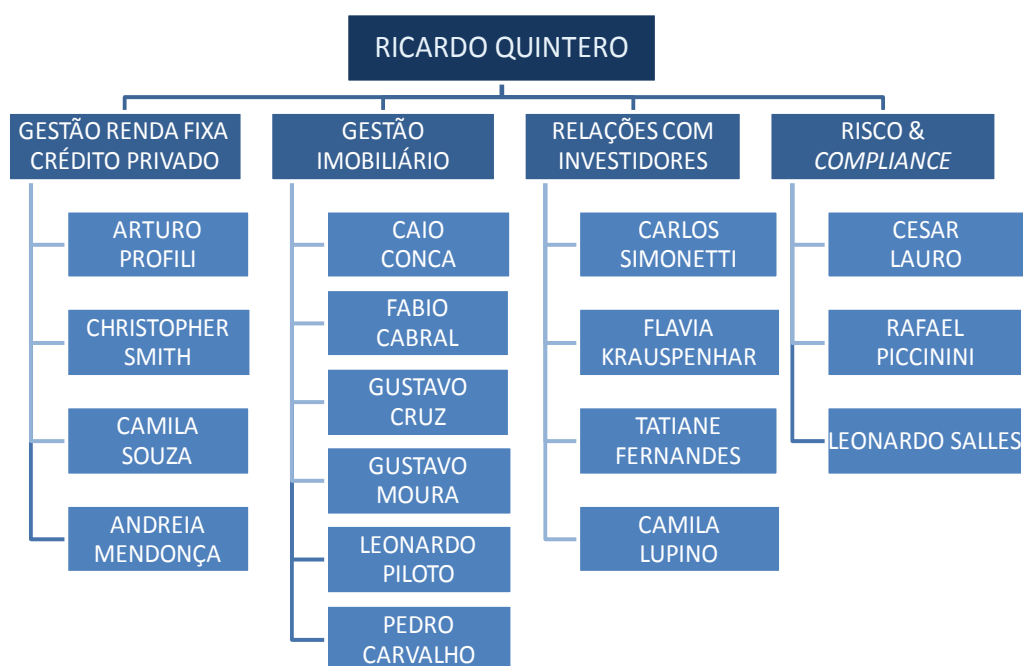 RICARDO QUINTERO
GESTÃO RENDA FIXA
CRÉDITO PRIVADO
ARTURO
PROFILI
CHRISTOPHER
SMITH
CAMILA
SOUZA
ANDREIA
MENDONÇA
GESTÃO
IMOBILIÁRIO
CAIO
CONCA
FABIO
CABRAL
GUSTAVO
CRUZ
GUSTAVO
MOURA
LEONARDO
PILOTO
PEDRO
CARVALHO
RELAÇÕES COM
INVESTIDORES
CARLOS
SIMONETTI
FLAVIA
KRAUSPENHAR
TATIANE
FERNANDES
CAMILA
LUPINO
RISCO &
COMPLIANCE
CESAR
LAURO
RAFAEL
PICCININI
LEONARDO SALLES